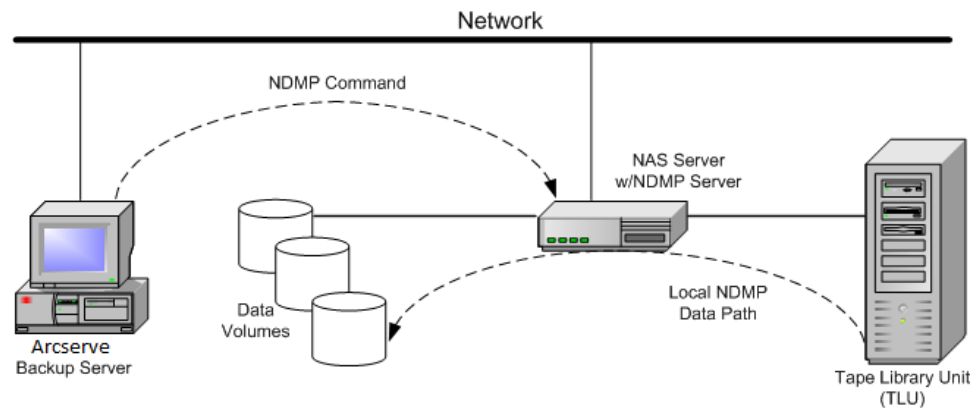 Network
NDMP Command
NAS Server
w/NDMP Server
Data
Volumes
Local NDMP
Data Path
Arcserve
Backup Server
Tape Library Unit
(TLU)